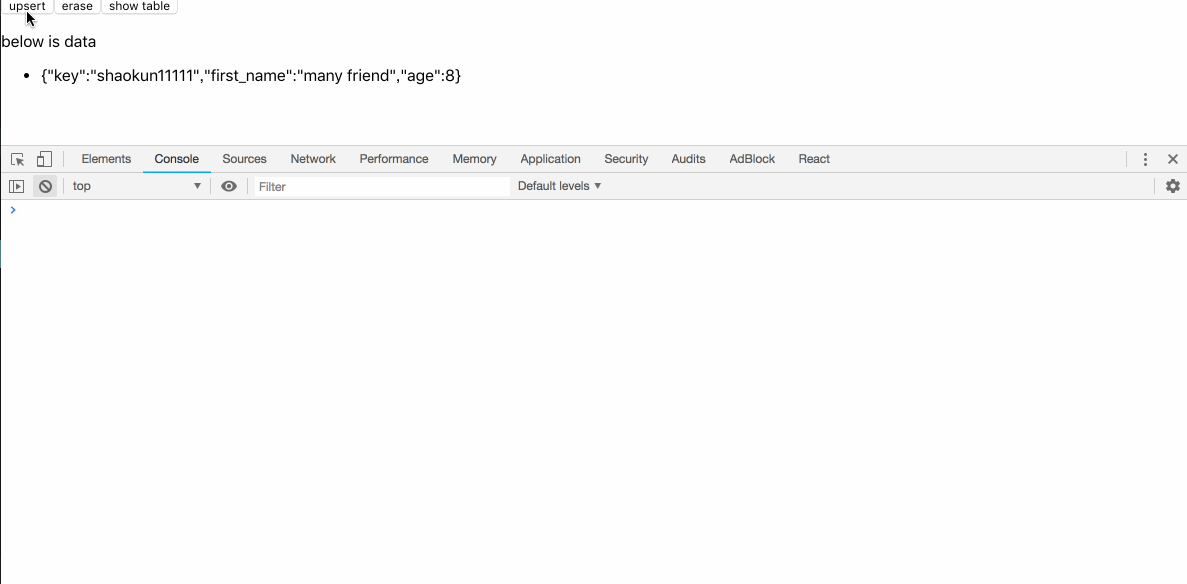 upsert erase show table
below is data
• {"key":"shaokun11111","first_name":"many friend","age":8}
Elements Console Sources Network Performance Memory Application Security Audits AdBlock React
top Filter Default levels